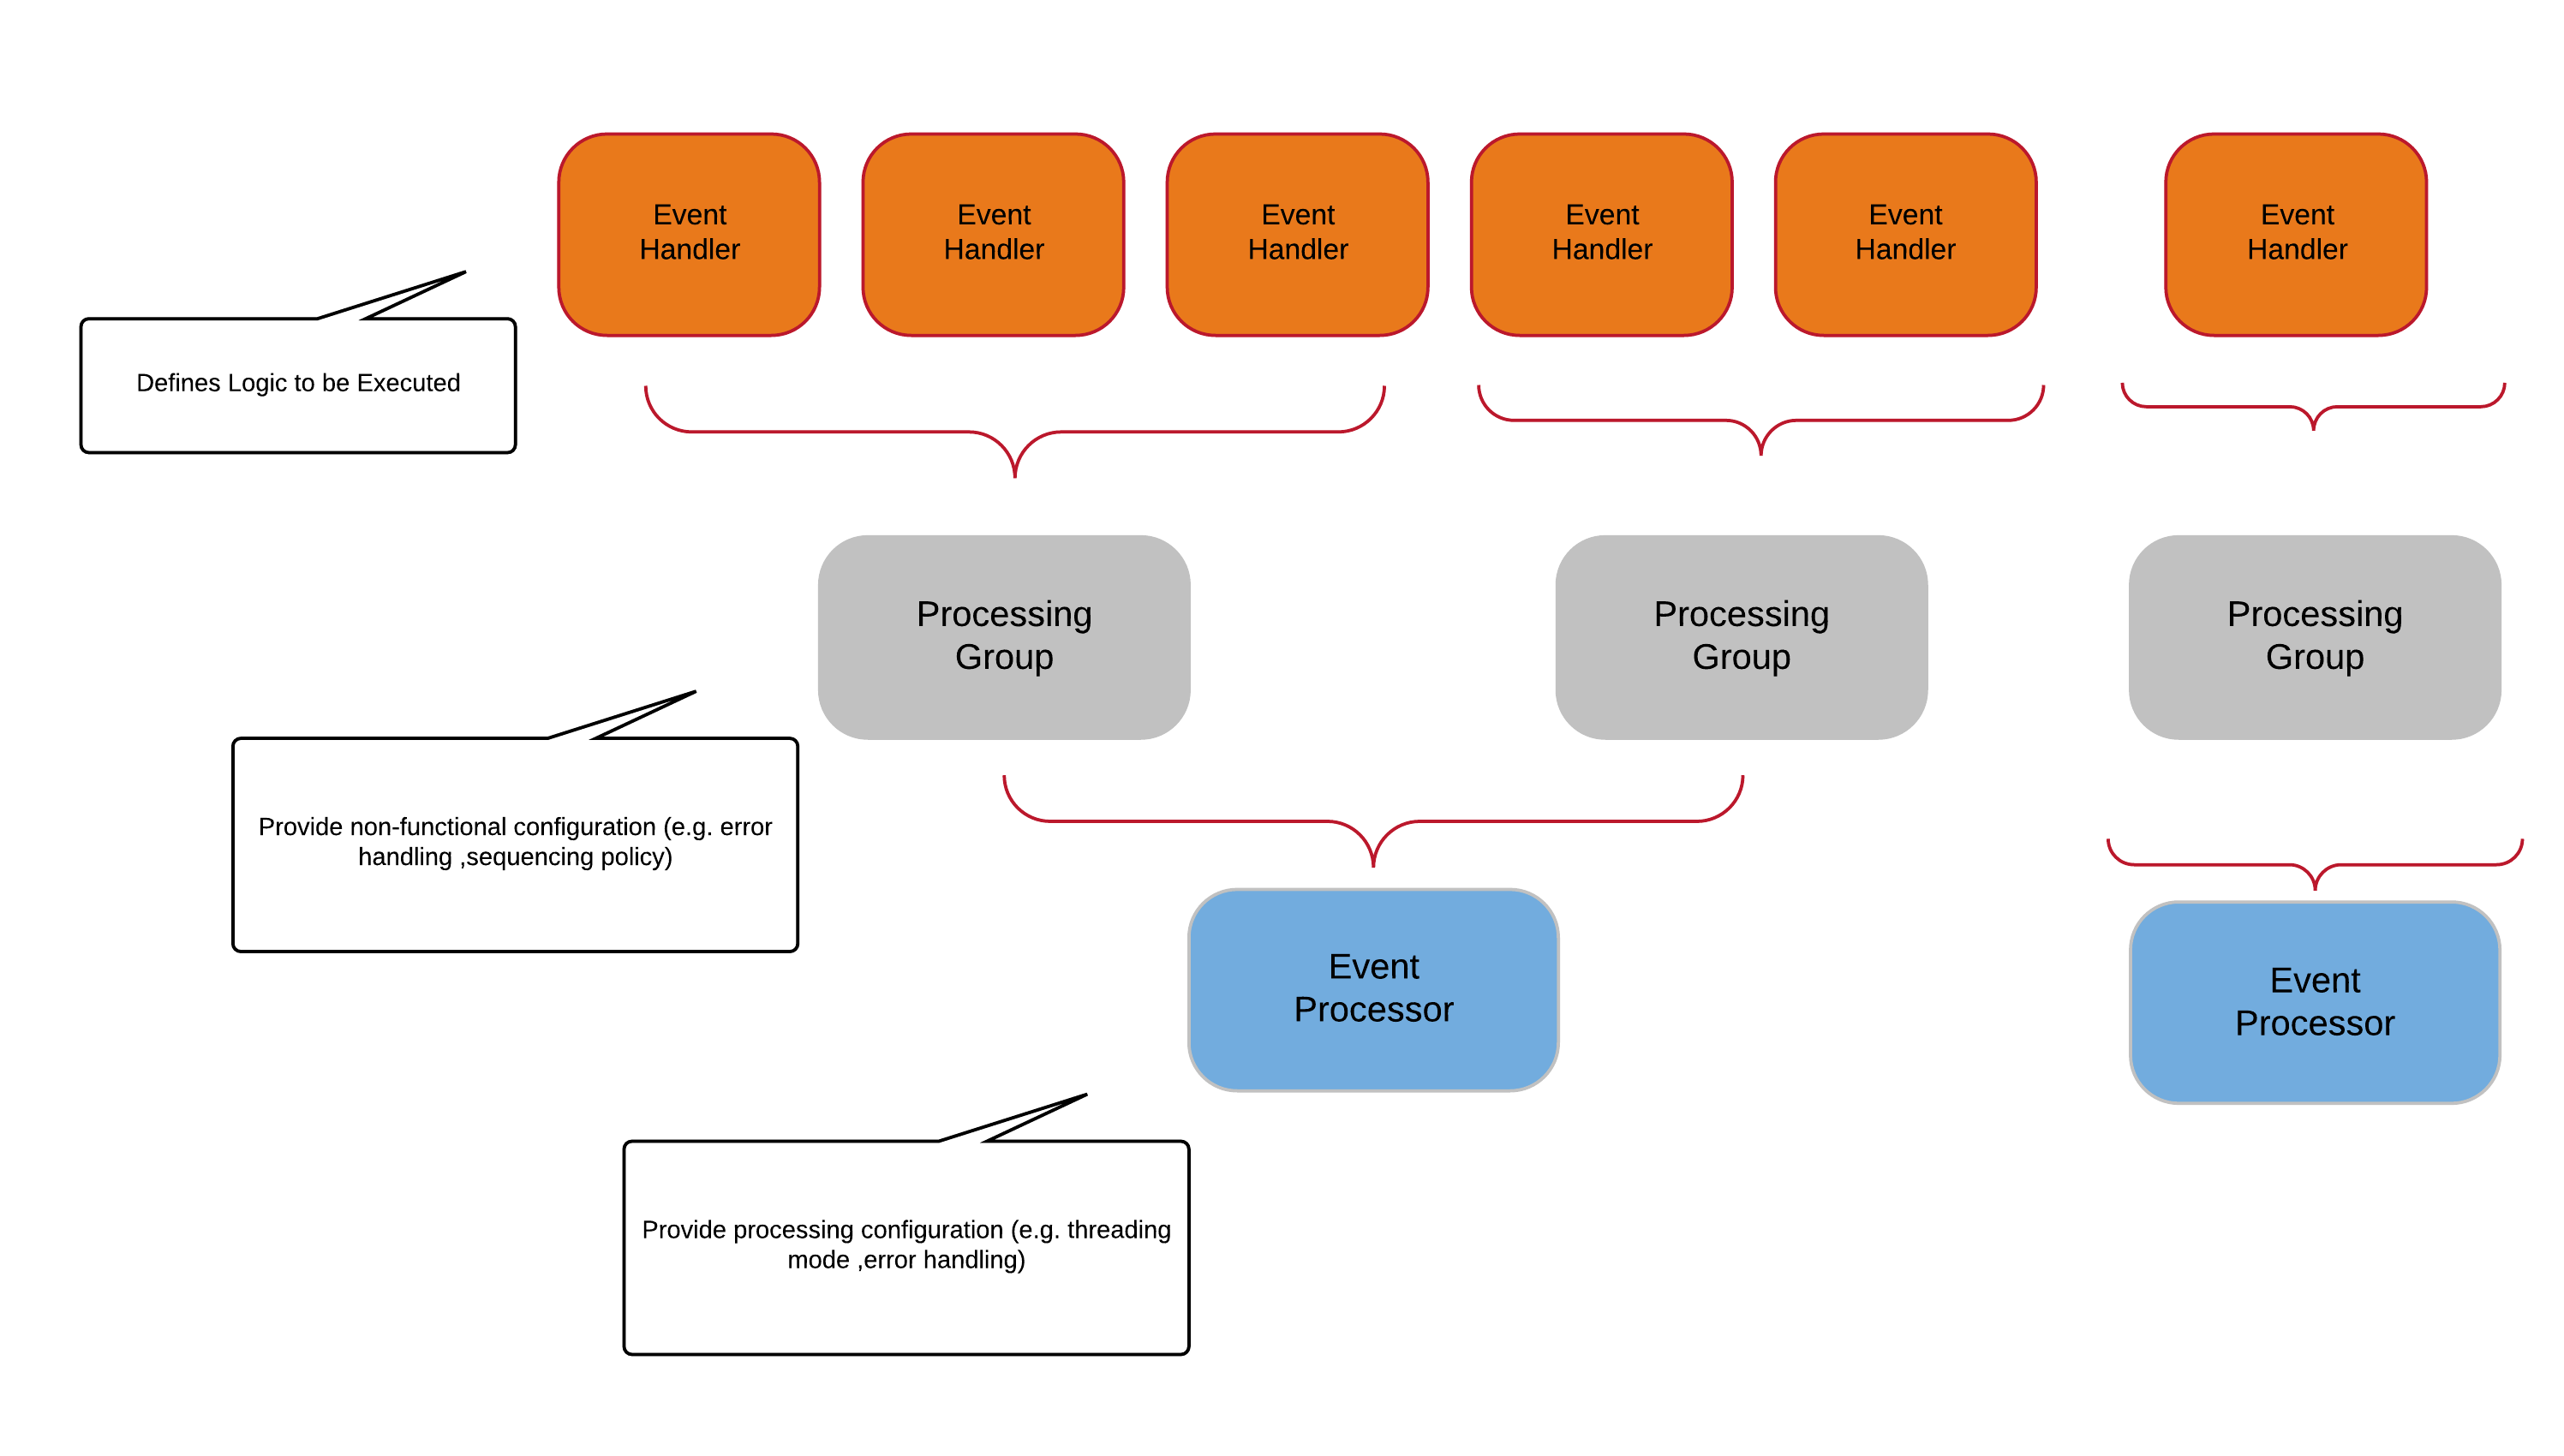 Event
Handler
Event
Handler
Event
Handler
Event
Handler
Event
Handler
Event
Handler
Defines Logic to be Executed
Processing
Group
Processing
Group
Processing
Group
Provide non-functional configuration (e.g. error
handling ,sequencing policy)
Event
Processor
Event
Processor
Provide processing configuration (e.g. threading
mode ,error handling)